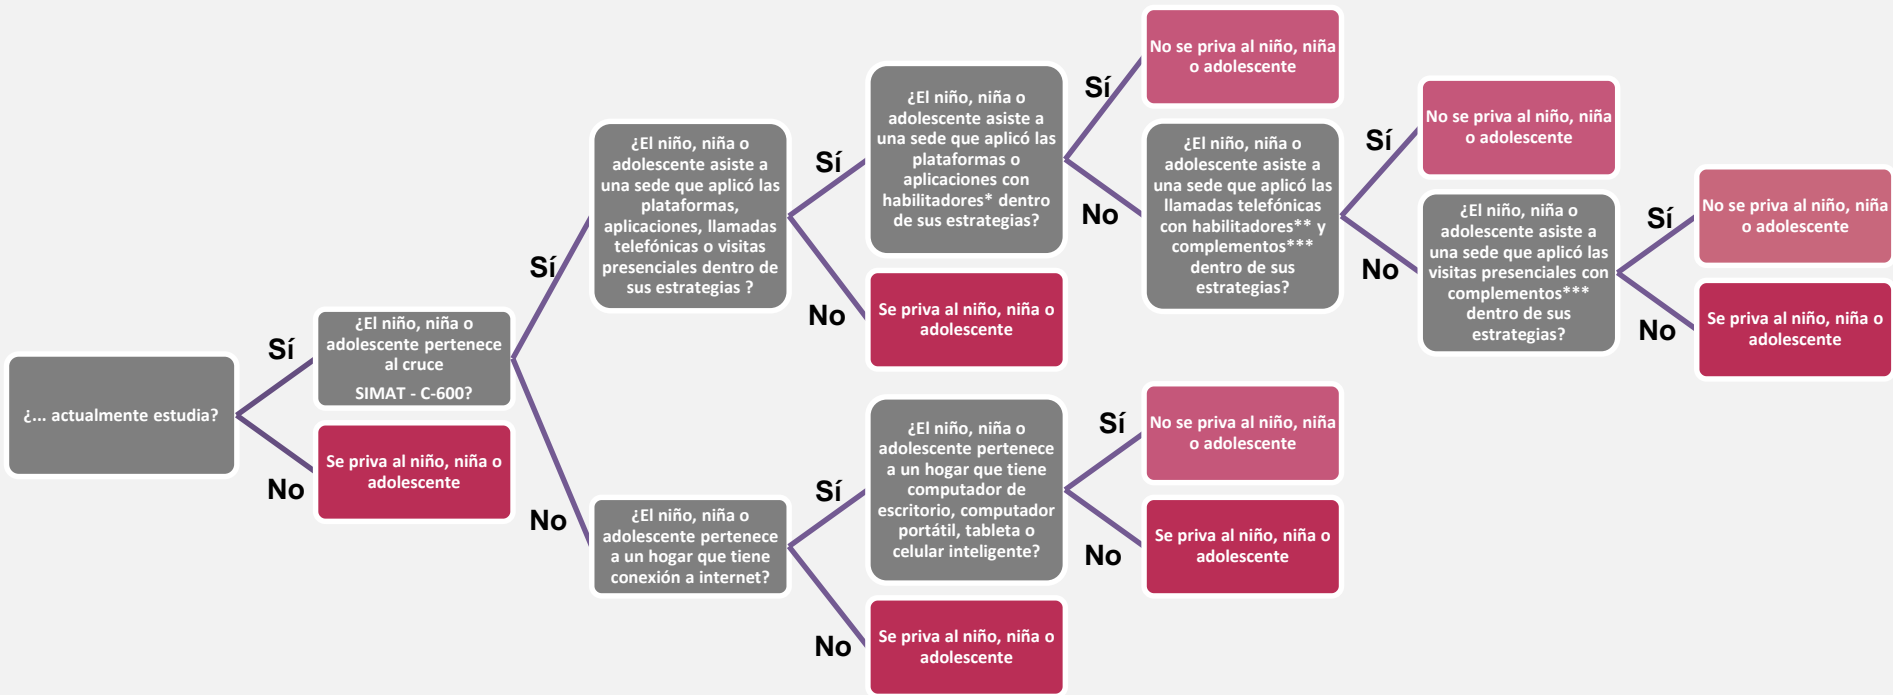 ¿... actualmente estudia?
Sí
No
¿El niño, niña o
adolescente pertenece
al cruce
SIMAT - C-600?
Se priva al niño, niña o
adolescente
Sí
No
¿El niño, niña o
adolescente asiste a
una sede que aplicó las
plataformas,
aplicaciones, llamadas
telefónicas o visitas
presenciales dentro de
sus estrategias ?
Sí
No
¿El niño, niña o
adolescente asiste a
una sede que aplicó las
plataformas o
aplicaciones con
habilitadores* dentro
de sus estrategias?
Se priva al niño, niña o
adolescente
Sí
No
No se priva al niño, niña
o adolescente
¿El niño, niña o
adolescente asiste a
una sede que aplicó las
llamadas telefónicas
con habilitadores** y
complementos***
dentro de sus
estrategias?
Sí
No
No se priva al niño, niña
o adolescente
¿El niño, niña o
adolescente asiste a
una sede que aplicó las
visitas presenciales con
complementos***
dentro de sus
estrategias?
Sí
No
No se priva al niño, niña
o adolescente
Se priva al niño, niña o
adolescente
¿El niño, niña o
adolescente pertenece
a un hogar que tiene
conexión a internet?
Sí
No
¿El niño, niña o
adolescente pertenece
a un hogar que tiene
computador de
escritorio, computador
portátil, tableta o
celular inteligente?
Se priva al niño, niña o
adolescente
Sí
No
No se priva al niño, niña
o adolescente
Se priva al niño, niña o
adolescente